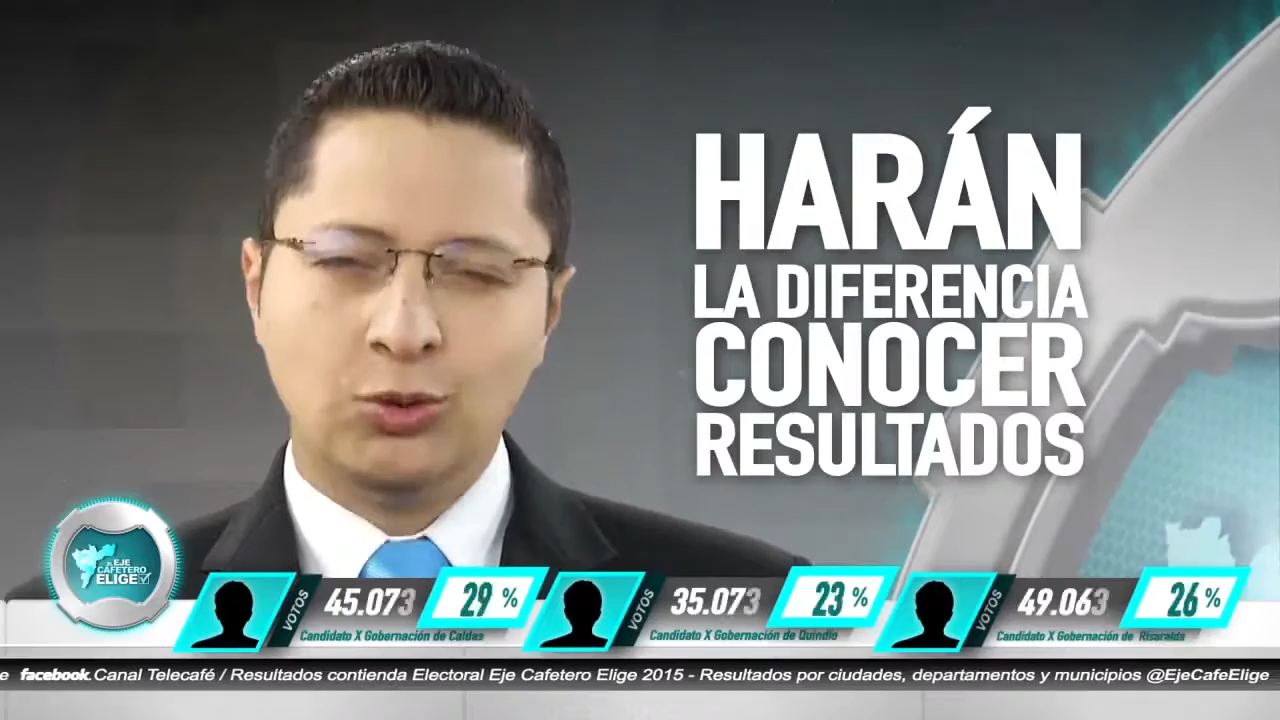 HARÁN
LA DIFERENCIA
CONOCER
RESULTADOS
EJE
CAFETERO
ELIGE
VOTOS
45.073
29 %
Candidato X Gobernación de Caldas
VOTOS
35.073
23 %
Candidato X Gobernación de Quindio
VOTOS
49.063
26 %
Candidato X Gobernación de Risaralda
e facebook.Canal Telecafé / Resultados contienda Electoral Eje Cafetero Elige 2015 - Resultados por ciudades, departamentos y municipios @EjeCafeElige